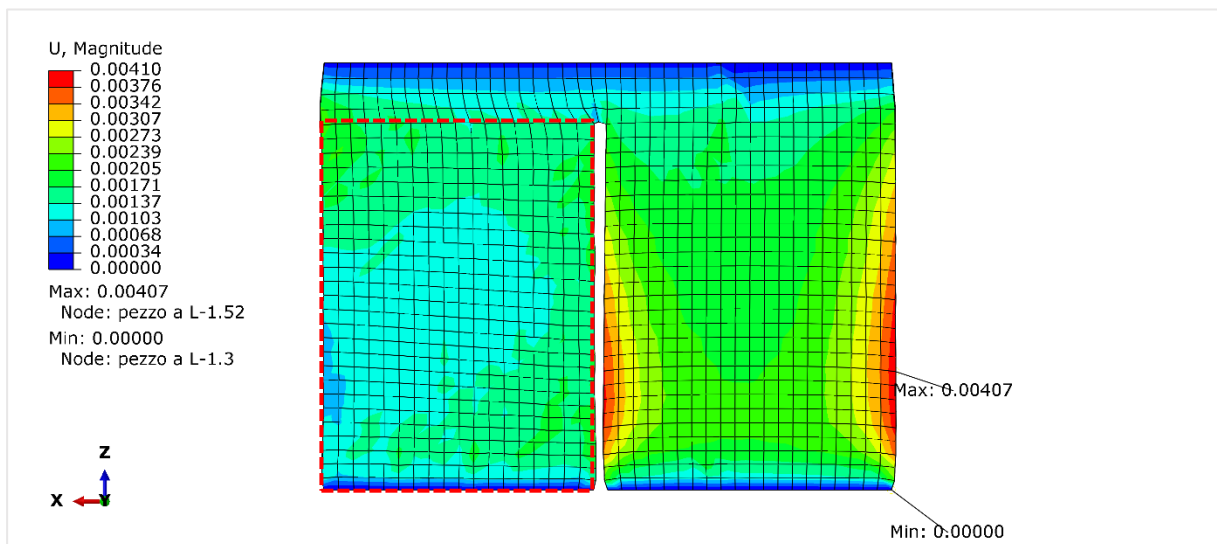 U, Magnitude
0.00410
0.00376
0.00342
0.00307
0.00273
0.00239
0.00205
0.00171
0.00137
0.00103
0.00068
0.00034
0.00000
Max: 0.00407
Node: pezzo a L-1.52
Min: 0.00000
Node: pezzo a L-1.3
Max: 0.00407
Z
X
Y
Min: 0.00000